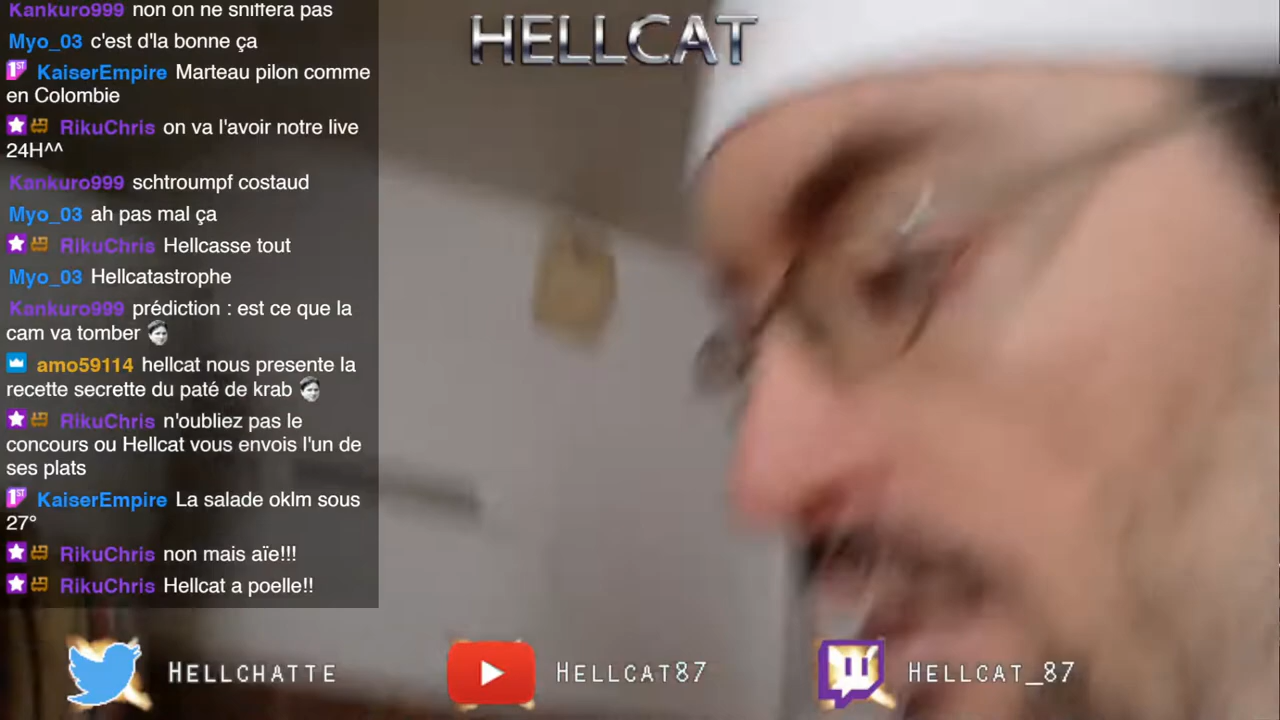 Kankuro999 non on ne sniffera pas
Myo_03 c'est d'la bonne ça
1ST KaiserEmpire Marteau pilon comme
en Colombie
RikuChris on va l'avoir notre live
24H^^
Kankuro999 schtroumpf costaud
Myo_03 ah pas mal ça
RikuChris Hellcasse tout
Myo_03 Hellcatastrophe
Kankuro999 prédiction : est ce que la
cam va tomber
amo59114 hellcat nous presente la
recette secrette du paté de krab
RikuChris n'oubliez pas le
concours ou Hellcat vous envois l'un de
ses plats
1ST KaiserEmpire La salade oklm sous
27°
RikuChris non mais aïe!!!
RikuChris Hellcat a poelle!!
HELLCAT
HELLCHATTE
HELLCAT87
HELLCAT_87